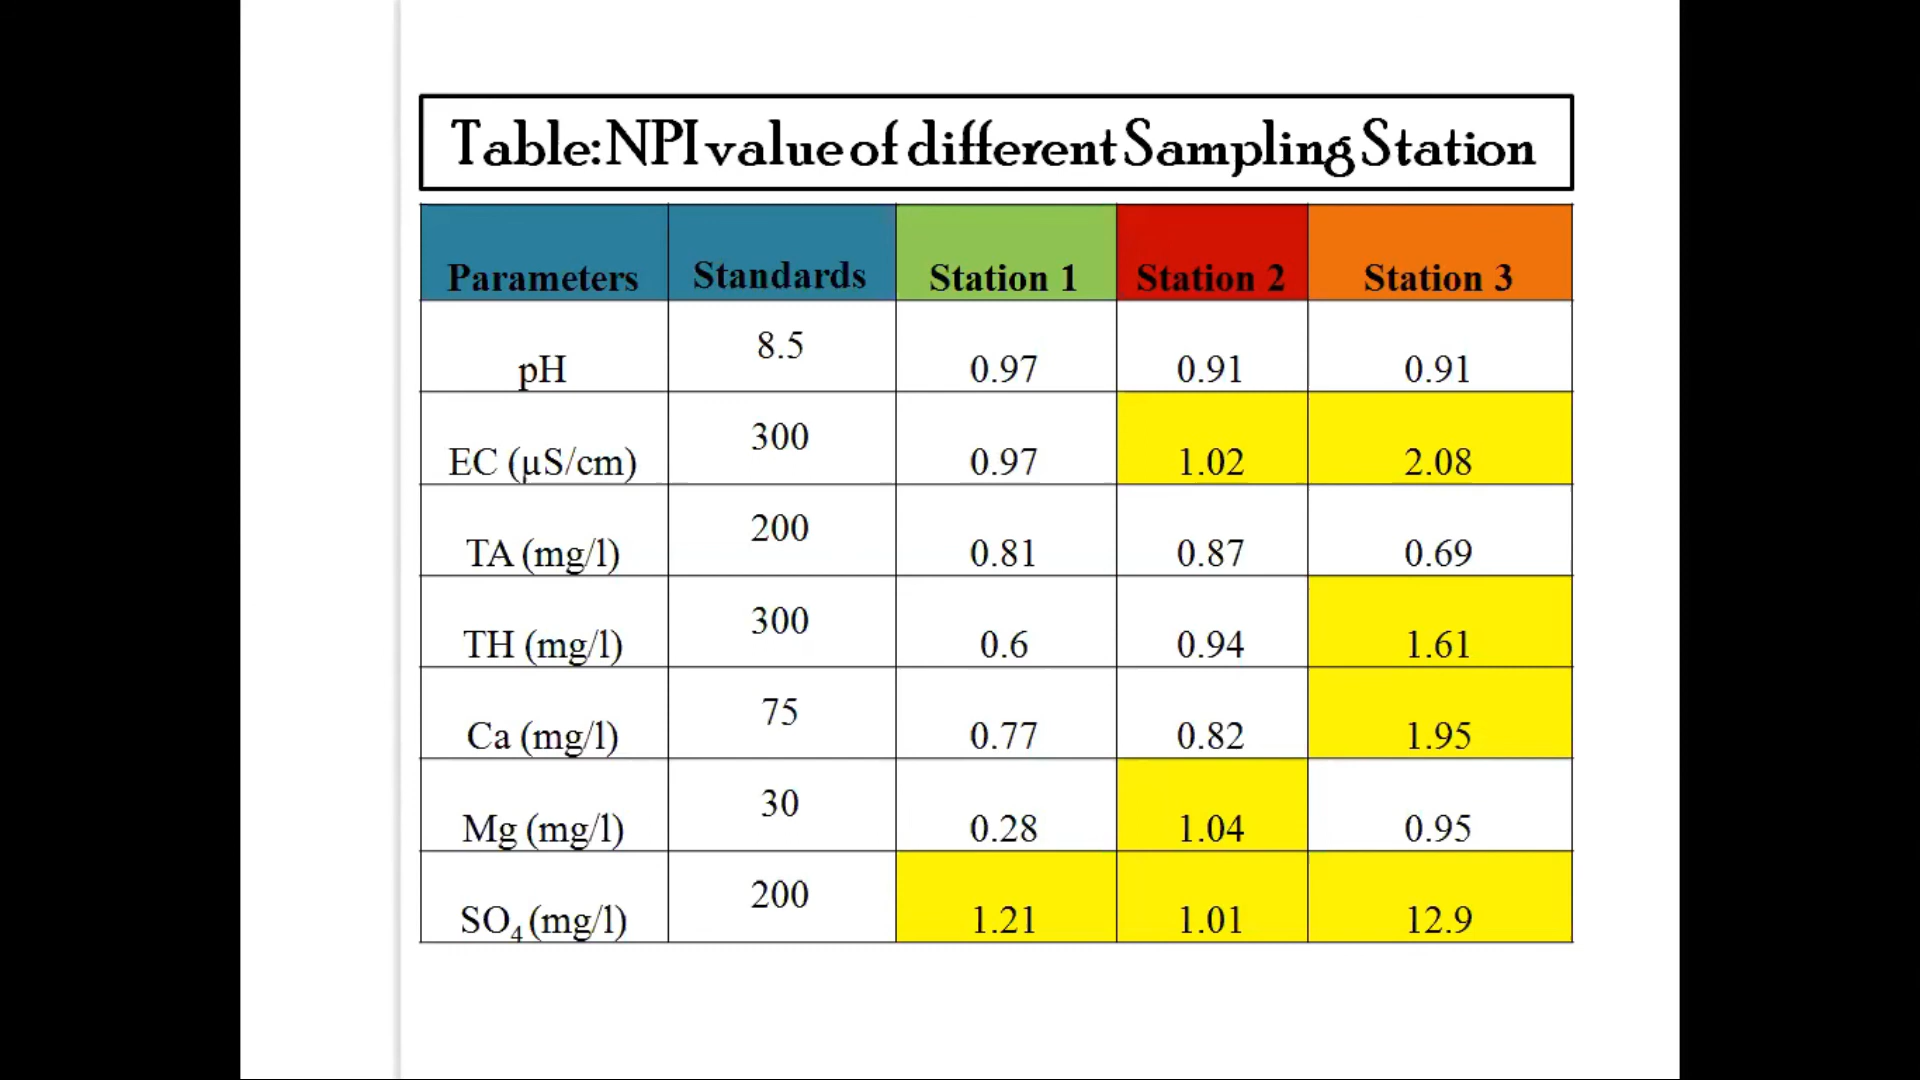 Table: NPI value of different Sampling Station
Parameters Standards Station 1 Station 2 Station 3
pH 8.5 0.97 0.91 0.91
EC (µS/cm) 300 0.97 1.02 2.08
TA (mg/l) 200 0.81 0.87 0.69
TH (mg/l) 300 0.6 0.94 1.61
Ca (mg/l) 75 0.77 0.82 1.95
Mg (mg/l) 30 0.28 1.04 0.95
SO₄ (mg/l) 200 1.21 1.01 12.9